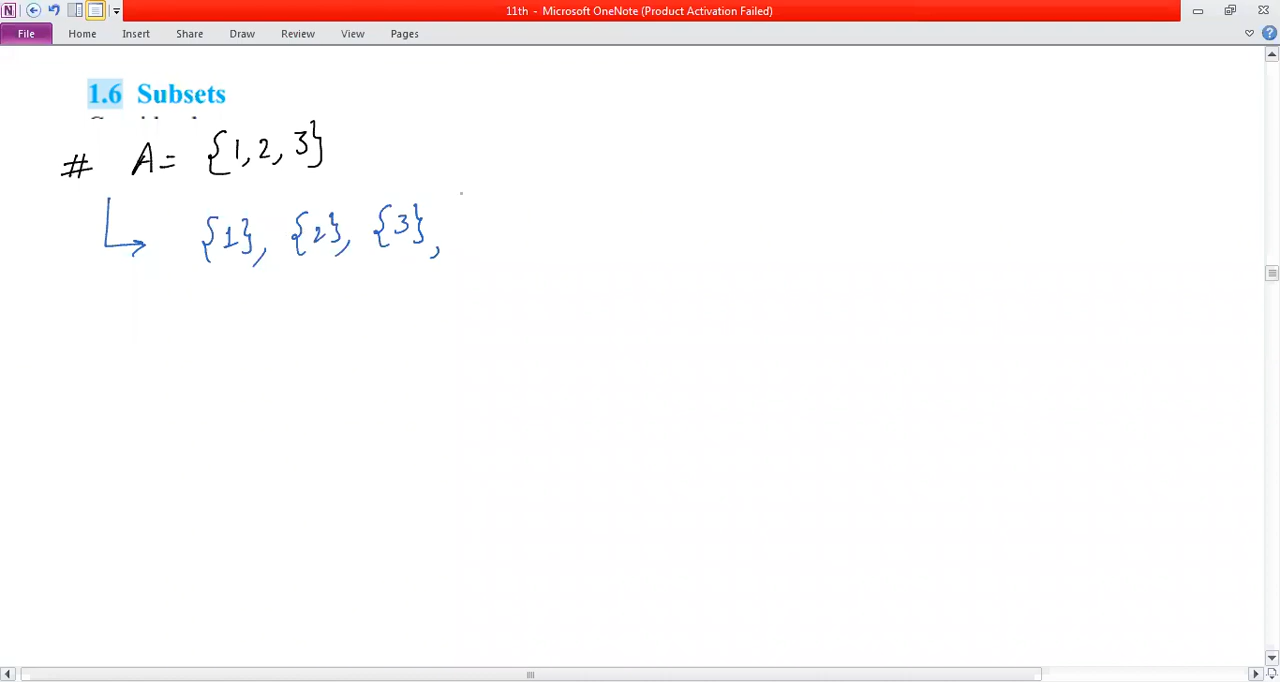 11th - Microsoft OneNote (Product Activation Failed)
File Home Insert Share Draw Review View Pages
1.6 Subsets
# A = {1, 2, 3}
{1}, {2}, {3},